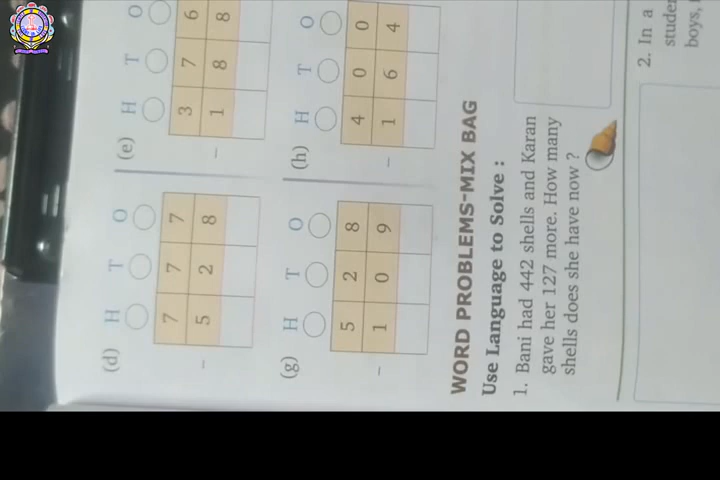 (d) H T O
7 7 7
− 5 2 8
(e) H T O
3 7 6
− 1 8 8
(g) H T O
5 2 8
− 1 0 9
(h) H T O
4 0 0
− 1 6 4
WORD PROBLEMS-MIX BAG
Use Language to Solve :
1. Bani had 442 shells and Karan
gave her 127 more. How many
shells does she have now ?
2. In a
boys,